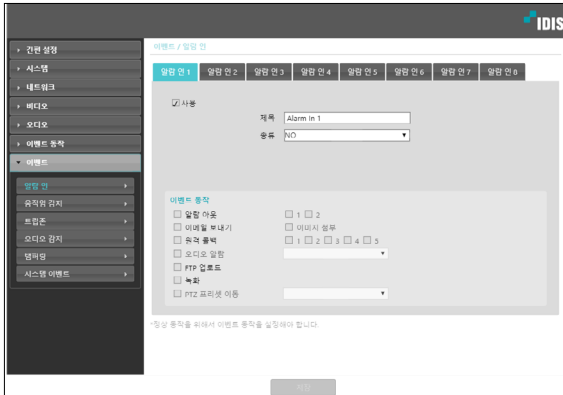 IDIS
간편 설정
시스템
네트워크
비디오
오디오
이벤트 동작
이벤트
알람 인
움직임 감지
트립존
오디오 감지
탬퍼링
시스템 이벤트
이벤트 / 알람 인
알람 인 1 알람 인 2 알람 인 3 알람 인 4 알람 인 5 알람 인 6 알람 인 7 알람 인 8
사용
제목 Alarm In 1
종류 NO
이벤트 동작
알람 아웃 1 2
이메일 보내기 이미지 첨부
원격 콜백 1 2 3 4 5
오디오 알람
FTP 업로드
녹화
PTZ 프리셋 이동
*정상 동작을 위해서 이벤트 동작을 설정해야 합니다.
저장